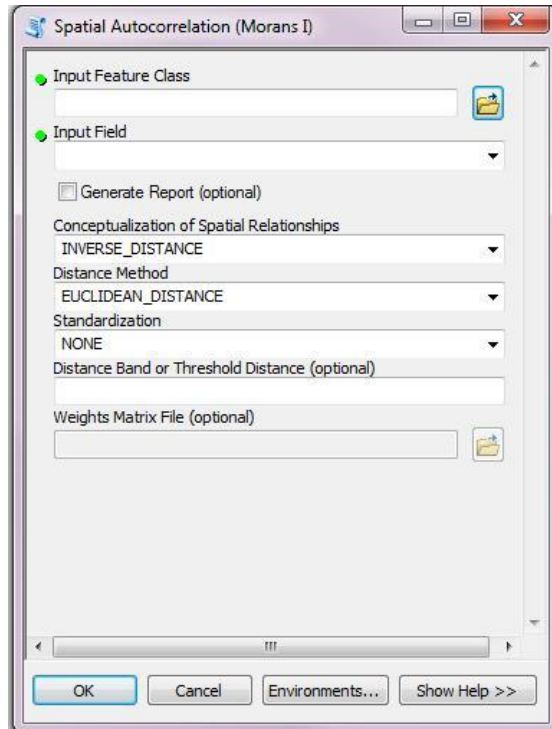 Spatial Autocorrelation (Morans I)
Input Feature Class
Input Field
Generate Report (optional)
Conceptualization of Spatial Relationships
INVERSE_DISTANCE
Distance Method
EUCLIDEAN_DISTANCE
Standardization
NONE
Distance Band or Threshold Distance (optional)
Weights Matrix File (optional)
OK Cancel Environments... Show Help >>